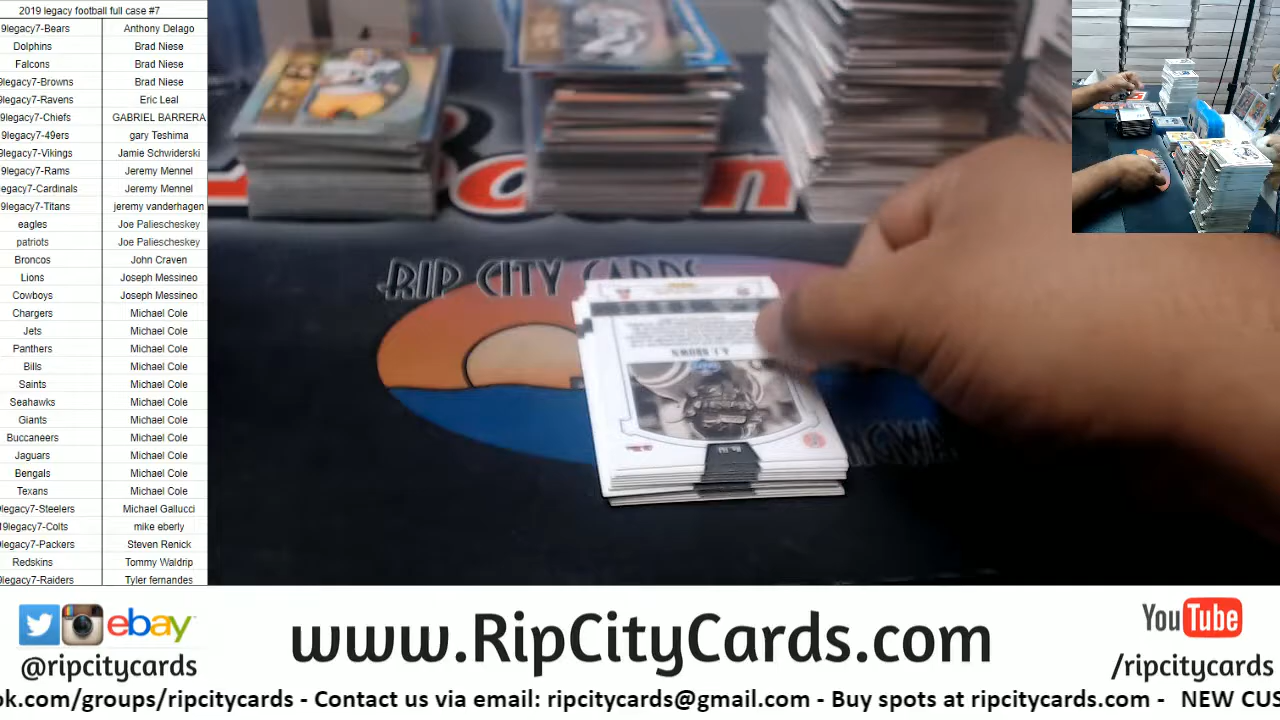 2019 legacy football full case #7
9legacy7-Bears Anthony Delago
Dolphins Brad Niese
Falcons Brad Niese
9legacy7-Browns Brad Niese
9legacy7-Ravens Eric Leal
9legacy7-Chiefs GABRIEL BARRERA
9legacy7-49ers gary Teshima
9legacy7-Vikings Jamie Schwiderski
9legacy7-Rams Jeremy Mennel
legacy7-Cardinals Jeremy Mennel
9legacy7-Titans jeremy vanderhagen
eagles Joe Paliescheskey
patriots Joe Paliescheskey
Broncos John Craven
Lions Joseph Messineo
Cowboys Joseph Messineo
Chargers Michael Cole
Jets Michael Cole
Panthers Michael Cole
Bills Michael Cole
Saints Michael Cole
Seahawks Michael Cole
Giants Michael Cole
Buccaneers Michael Cole
Jaguars Michael Cole
Bengals Michael Cole
Texans Michael Cole
9legacy7-Steelers Michael Gallucci
19legacy7-Colts mike eberly
9legacy7-Packers Steven Renick
Redskins Tommy Waldrip
9legacy7-Raiders Tyler fernandes
RIP CITY CARDS
A.J. BROWN
ebay
@ripcitycards
www.RipCityCards.com
YouTube
/ripcitycards
ok.com/groups/ripcitycards - Contact us via email: ripcitycards@gmail.com - Buy spots at ripcitycards.com - NEW CUS